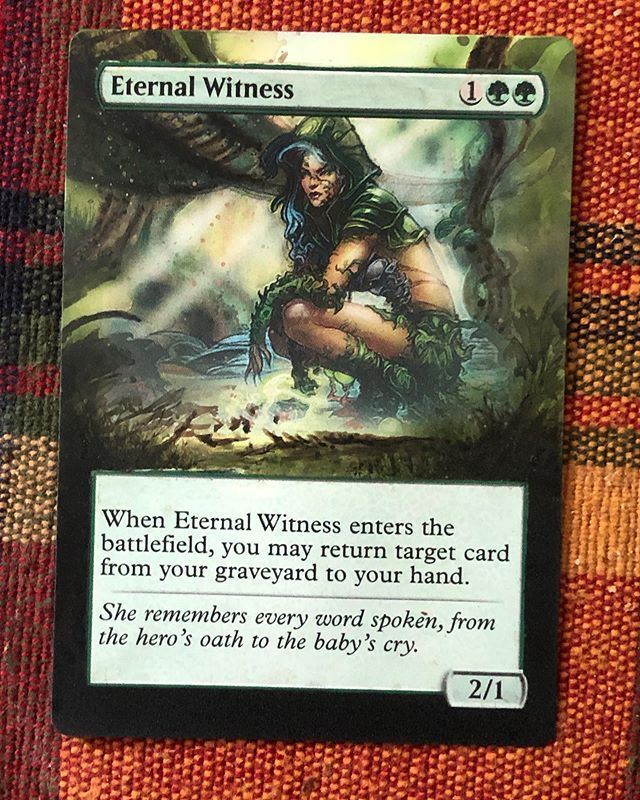 Eternal Witness 1
When Eternal Witness enters the
battlefield, you may return target card
from your graveyard to your hand.
She remembers every word spoken, from
the hero's oath to the baby's cry.
2/1